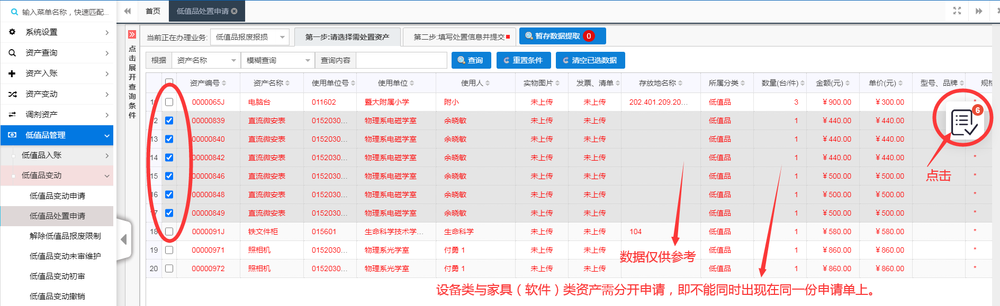 输入菜单名称，快速匹配...
首页
低值品处置申请
系统设置
资产查询
资产入账
资产变动
调剂资产
低值品管理
低值品入账
低值品变动
低值品变动申请
低值品处置申请
解除低值品报废限制
低值品变动未审维护
低值品变动初审
低值品变动撤销
点击展开查询条件
当前正在办理业务: 低值品报废报损 第一步:请选择需处置资产 第二步:填写处置信息并提交 暂存数据提取 0
根据 资产名称 模糊查询 查询内容 查询 重置条件 清空已选数据
资产编号 资产名称 使用单位号 使用单位 使用人 实物图片 发票、清单 存放地名称 所属分类 数量(台/件) 金额(元) 单价(元) 型号、品牌 规格
0000065J 电脑台 011602 暨大附属小学 附小 未上传 未上传 202.401.209.20... 低值品 3 ￥900.00 ￥300.00 *
12 00000839 直流微安表 0152030... 物理系电磁学室 余晓敏 未上传 未上传 低值品 1 ￥440.00 ￥440.00
13 00000840 直流微安表 0152030... 物理系电磁学室 余晓敏 未上传 未上传 低值品 1 ￥440.00 ￥440.00
14 00000842 直流微安表 0152030... 物理系电磁学室 余晓敏 未上传 未上传 低值品 1 ￥440.00 ￥440.00 *
15 00000846 直流微安表 0152030... 物理系电磁学室 余晓敏 未上传 未上传 低值品 1 ￥500.00 ￥500.00 *
16 00000848 直流微安表 0152030... 物理系电磁学室 余晓敏 未上传 未上传 低值品 1 ￥500.00 ￥500.00 *
17 00000849 直流微安表 0152030... 物理系电磁学室 余晓敏 未上传 未上传 低值品 1 ￥500.00 ￥500.00 *
18 0000091J 铁文件柜 015601 生命科学技术学... 生命科学 未上传 未上传 104 低值品 1 ￥580.00 ￥580.00 *
19 00000971 照相机 0152030... 物理系光学室 付勇 1 未上传 未上传 低值品 1 ￥860.00 ￥860.00 *
20 00000972 照相机 0152030... 物理系光学室 付勇 1 未上传 未上传 低值品 1 ￥860.00 ￥860.00 *
6
点击
数据仅供参考
设备类与家具（软件）类资产需分开申请，即不能同时出现在同一份申请单上。